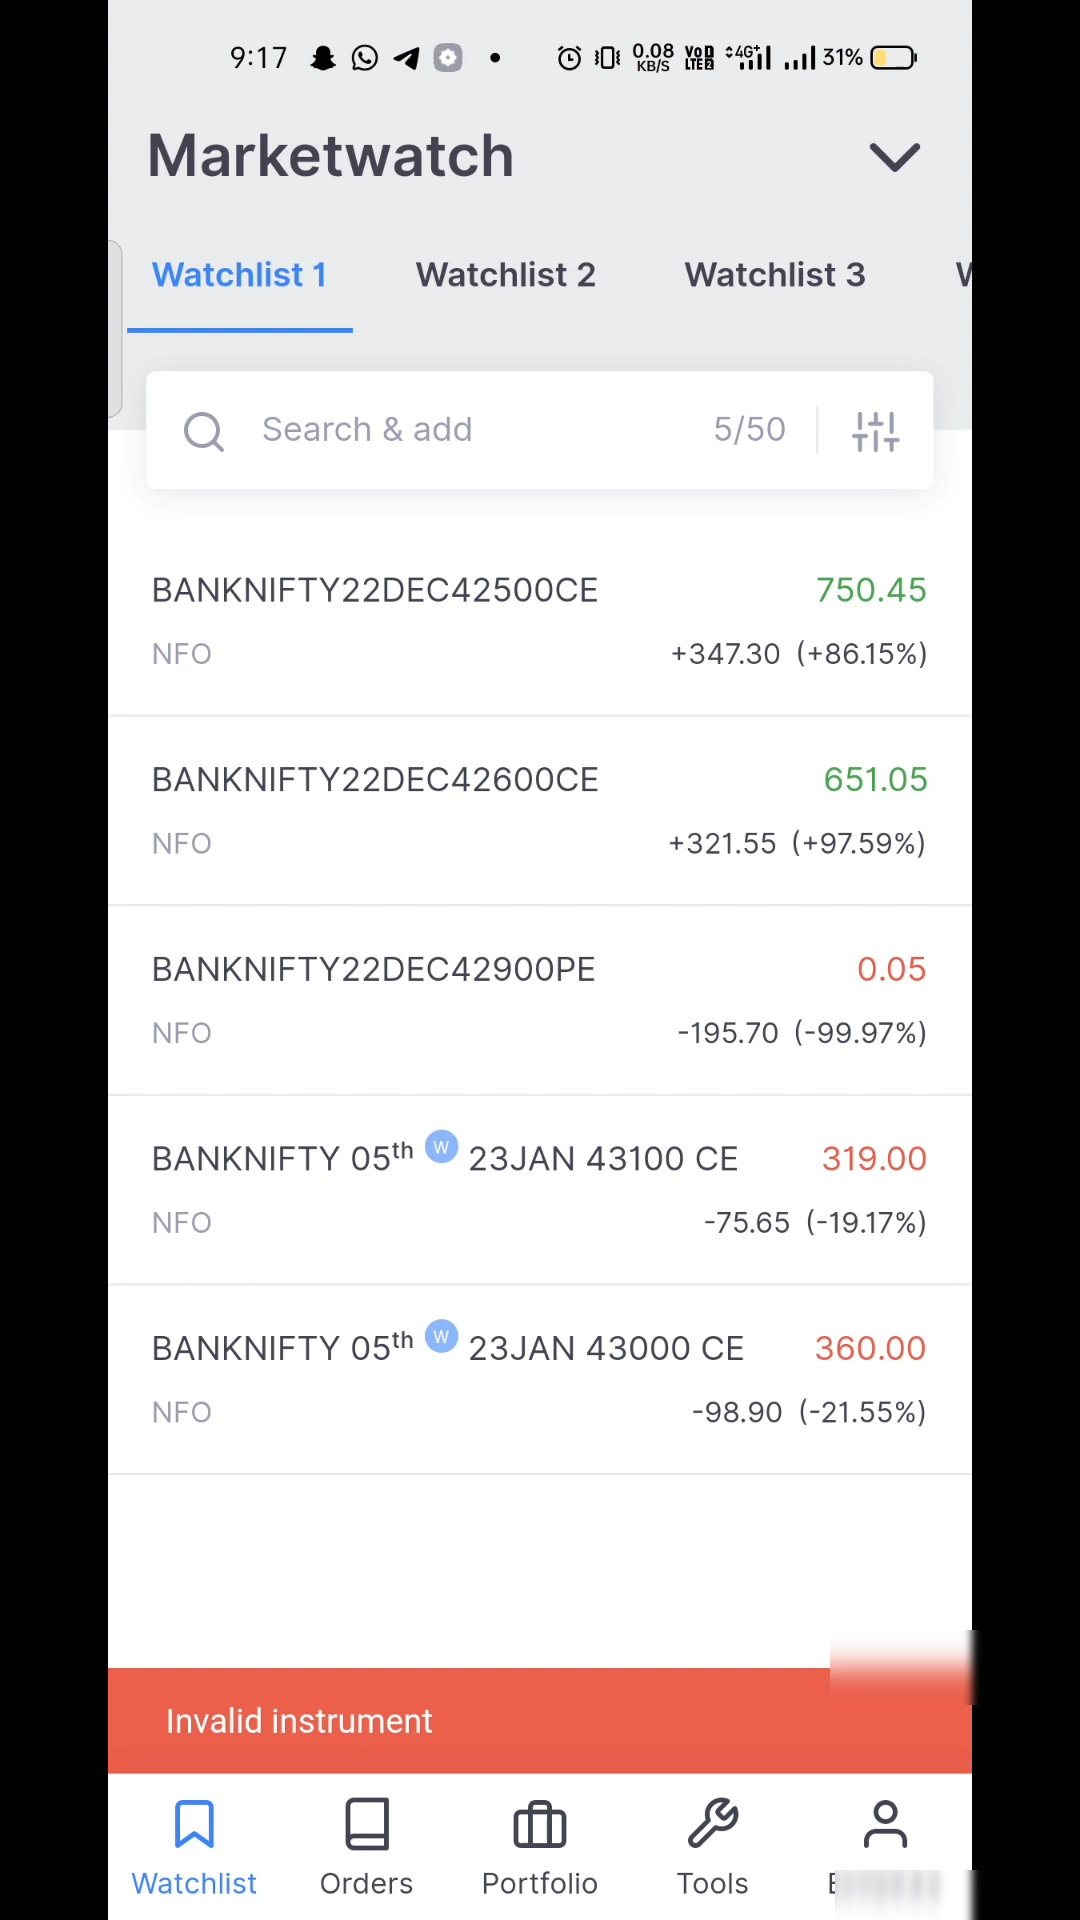 9:17 0.08 KB/S VoD LTE2 4G+ 31%
Marketwatch
Watchlist 1 Watchlist 2 Watchlist 3
Search & add 5/50
BANKNIFTY22DEC42500CE 750.45
NFO +347.30 (+86.15%)
BANKNIFTY22DEC42600CE 651.05
NFO +321.55 (+97.59%)
BANKNIFTY22DEC42900PE 0.05
NFO -195.70 (-99.97%)
BANKNIFTY 05th W 23JAN 43100 CE 319.00
NFO -75.65 (-19.17%)
BANKNIFTY 05th W 23JAN 43000 CE 360.00
NFO -98.90 (-21.55%)
Invalid instrument
Watchlist Orders Portfolio Tools